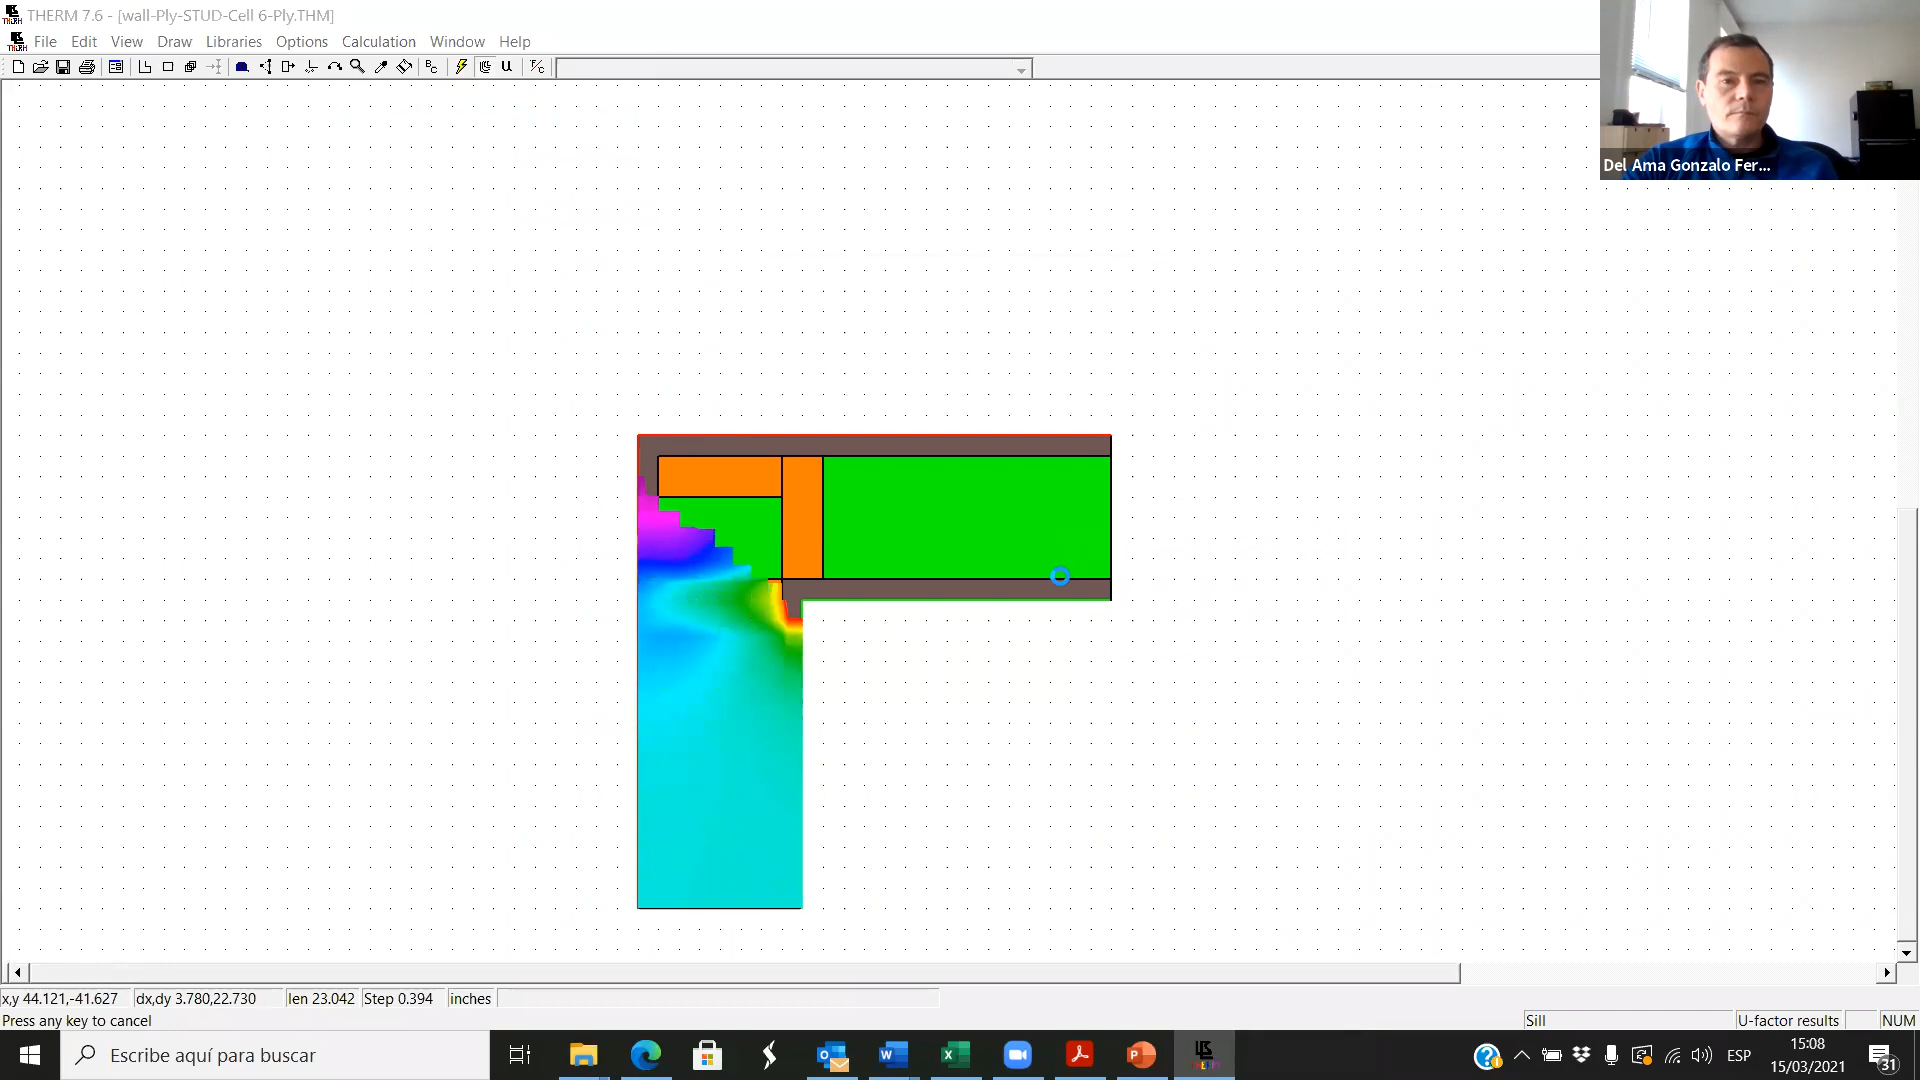 THERM 7.6 - [wall-Ply-STUD-Cell 6-Ply.THM]
File Edit View Draw Libraries Options Calculation Window Help
Del Ama Gonzalo Fer...
x,y 44.121,-41.627 dx,dy 3.780,22.730 len 23.042 Step 0.394 inches
Press any key to cancel
Sill U-factor results NUM
Escribe aquí para buscar
ESP
15:08
15/03/2021
31